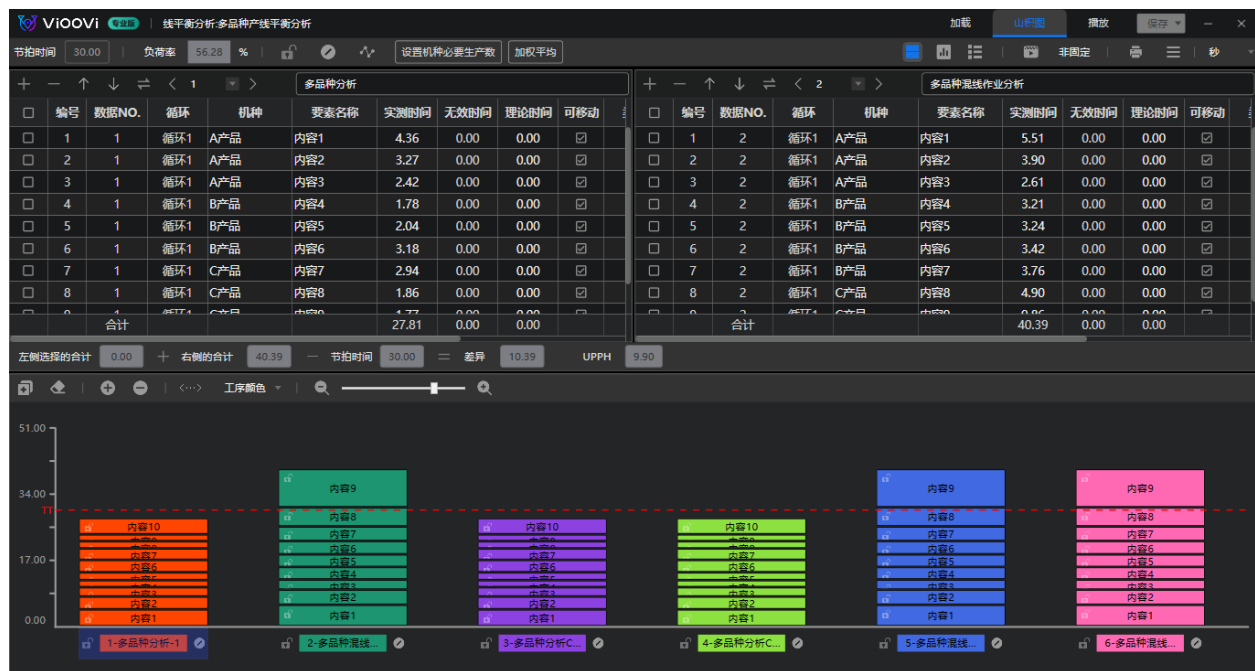 VIOOVI 专业版 线平衡分析:多品种产线平衡分析 加载 山积图 播放 保存
节拍时间 30.00 负荷率 56.28 % 设置机种必要生产数 加权平均 非固定 秒
1 多品种分析 2 多品种混线作业分析
编号 数据NO. 循环 机种 要素名称 实测时间 无效时间 理论时间 可移动 编号 数据NO. 循环 机种 要素名称 实测时间 无效时间 理论时间 可移动
1 1 循环1 A产品 内容1 4.36 0.00 0.00 1 2 循环1 A产品 内容1 5.51 0.00 0.00
2 1 循环1 A产品 内容2 3.27 0.00 0.00 2 2 循环1 A产品 内容2 3.90 0.00 0.00
3 1 循环1 A产品 内容3 2.42 0.00 0.00 3 2 循环1 A产品 内容3 2.61 0.00 0.00
4 1 循环1 B产品 内容4 1.78 0.00 0.00 4 2 循环1 B产品 内容4 3.21 0.00 0.00
5 1 循环1 B产品 内容5 2.04 0.00 0.00 5 2 循环1 B产品 内容5 3.24 0.00 0.00
6 1 循环1 B产品 内容6 3.18 0.00 0.00 6 2 循环1 B产品 内容6 3.42 0.00 0.00
7 1 循环1 C产品 内容7 2.94 0.00 0.00 7 2 循环1 B产品 内容7 3.76 0.00 0.00
8 1 循环1 C产品 内容8 1.86 0.00 0.00 8 2 循环1 C产品 内容8 4.90 0.00 0.00
合计 27.81 0.00 0.00 合计 40.39 0.00 0.00
左侧选择的合计 0.00 + 右侧的合计 40.39 — 节拍时间 30.00 = 差异 10.39 UPPH 9.90
工序颜色
51.00
内容9 内容9 内容9
34.00
TT
内容8 内容8 内容8
内容10 内容10 内容10
内容7 内容7 内容7
内容7 内容6 内容7 内容7 内容6 内容6
17.00
内容6 内容5 内容6 内容6 内容5 内容5
内容4 内容4 内容4
内容3 内容3 内容3
内容2 内容2 内容2 内容2 内容2 内容2
0.00
内容1 内容1 内容1 内容1 内容1 内容1
1-多品种分析-1 2-多品种混线... 3-多品种分析C... 4-多品种分析C... 5-多品种混线... 6-多品种混线...